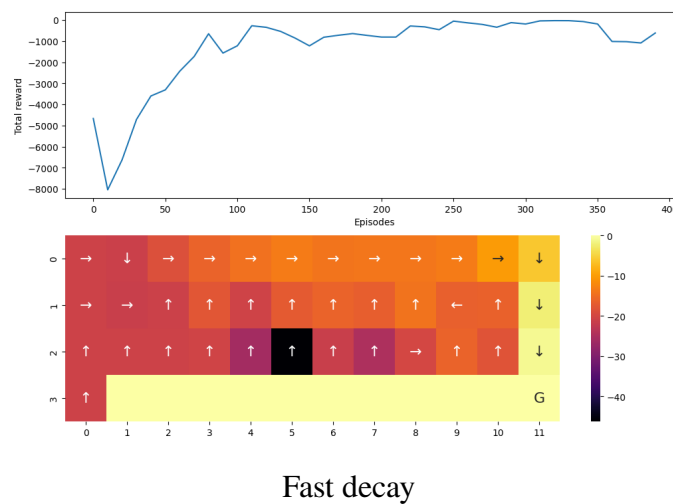 0
−1000
−2000
−3000
−4000
−5000
−6000
−7000
−8000
Total reward
0 50 100 150 200 250 300 350 400
Episodes
0 → ↓ → → → → → → → → → ↓
1 → → ↑ ↑ ↑ ↑ ↑ ↑ ↑ ← ↑ ↓
2 ↑ ↑ ↑ ↑ ↑ ↑ ↑ ↑ → ↑ ↑ ↓
3 ↑ G
0 1 2 3 4 5 6 7 8 9 10 11
0
−10
−20
−30
−40
Fast decay